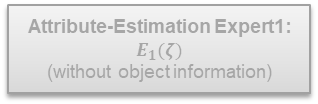 Attribute-Estimation Expert1:
𝑬₁(𝜻)
(without object information)